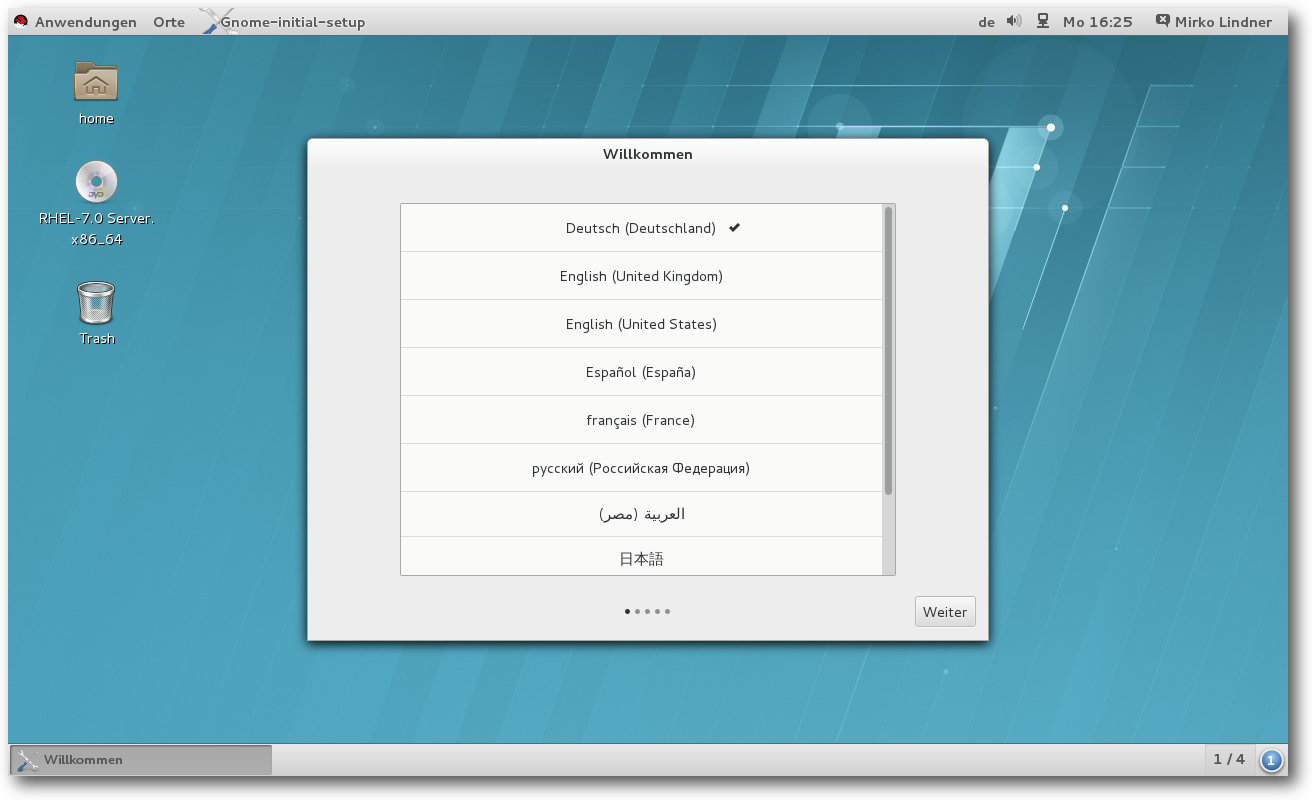 Anwendungen Orte Gnome-initial-setup de Mo 16:25 Mirko Lindner
home
DVD
RHEL-7.0 Server.
x86_64
Trash
Willkommen
Deutsch (Deutschland)
English (United Kingdom)
English (United States)
Español (España)
français (France)
русский (Российская Федерация)
العربية (مصر)
日本語
Weiter
Willkommen 1 / 4 1